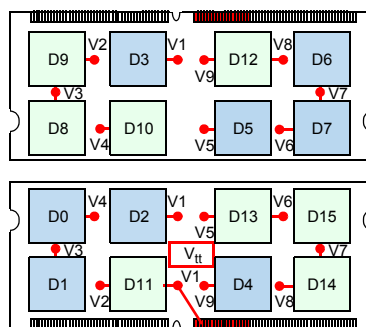 V2 V1 V8
D9 D3 D12 D6
V9
V3 V7
D8 D10 D5 D7
V4 V5 V6
V4 V1 V6
D0 D2 D13 D15
V5
V3 Vtt V7
V1
D1 D11 D4 D14
V2 V9 V8